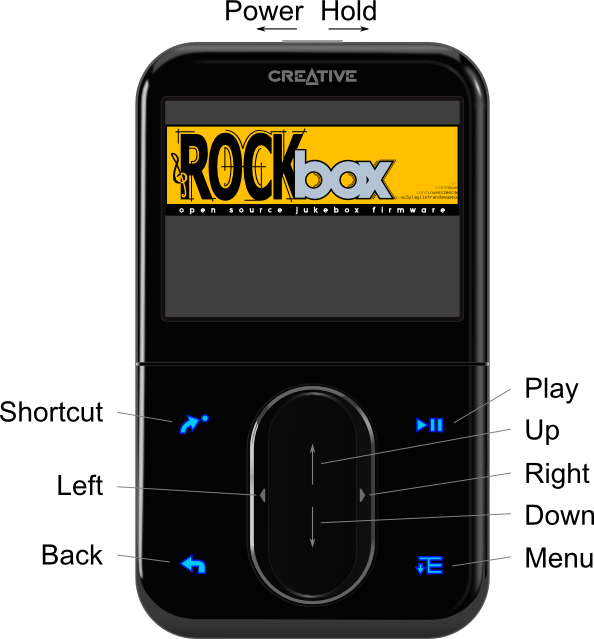 Power Hold
CREATIVE
ROCKbox
open source jukebox firmware
Shortcut
Play
Up
Left
Right
Down
Back
Menu